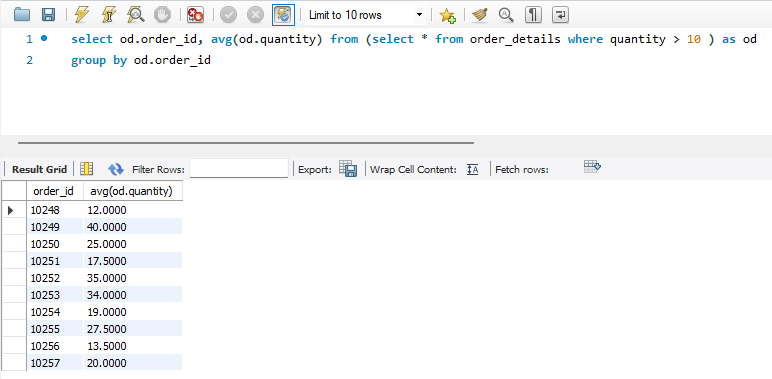 Limit to 10 rows
1 select od.order_id, avg(od.quantity) from (select * from order_details where quantity > 10 ) as od
2 group by od.order_id
Result Grid Filter Rows: Export: Wrap Cell Content: IA Fetch rows:
order_id avg(od.quantity)
10248 12.0000
10249 40.0000
10250 25.0000
10251 17.5000
10252 35.0000
10253 34.0000
10254 19.0000
10255 27.5000
10256 13.5000
10257 20.0000